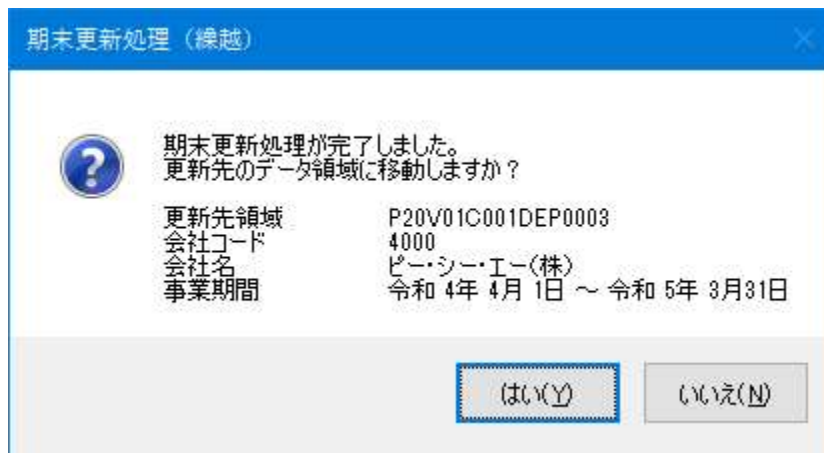 期末更新処理（繰越）
期末更新処理が完了しました。
更新先のデータ領域に移動しますか？
更新先領域 P20V01C001DEP0003
会社コード 4000
会社名 ピー・シー・エー(株)
事業期間 令和 4年 4月 1日 ～ 令和 5年 3月31日
はい(Y) いいえ(N)